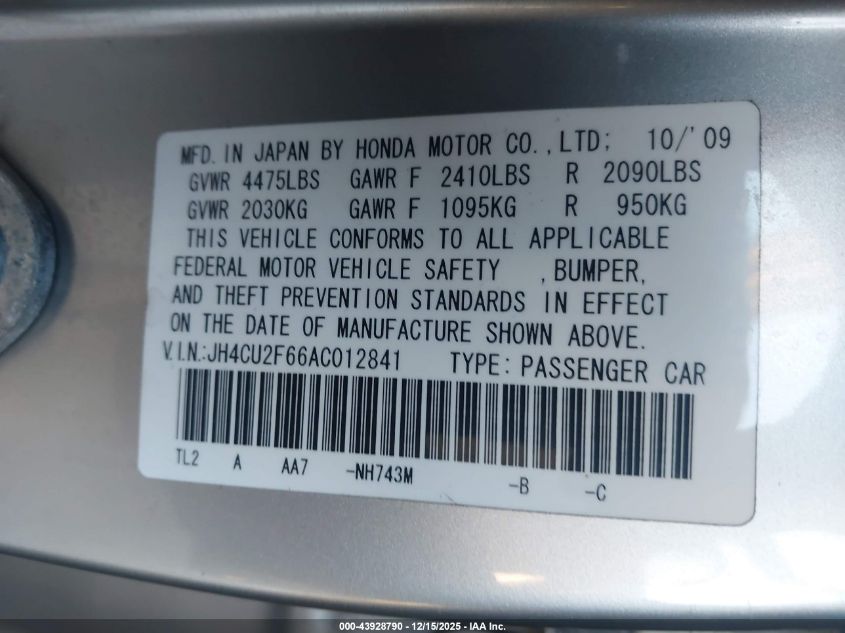 MFD. IN JAPAN BY HONDA MOTOR CO.,LTD; 10/'09
GVWR 4475LBS GAWR F 2410LBS R 2090LBS
GVWR 2030KG GAWR F 1095KG R 950KG
THIS VEHICLE CONFORMS TO ALL APPLICABLE
FEDERAL MOTOR VEHICLE SAFETY ,BUMPER,
AND THEFT PREVENTION STANDARDS IN EFFECT
ON THE DATE OF MANUFACTURE SHOWN ABOVE.
V.I.N.:JH4CU2F66AC012841 TYPE: PASSENGER CAR
TL2 A AA7 -NH743M -B -C
000-43928790 - 12/15/2025 - IAA Inc.